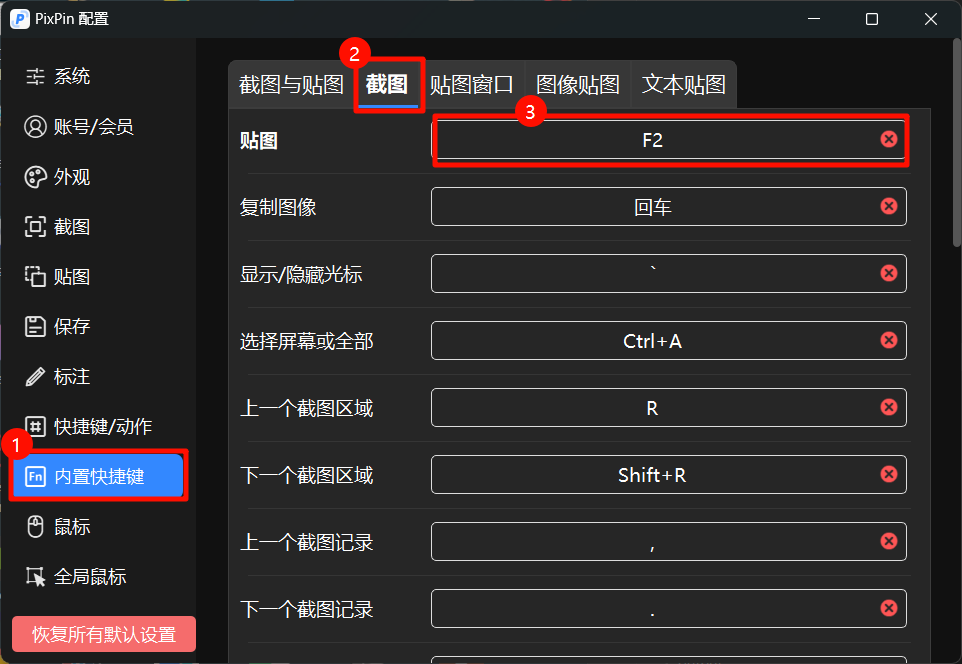 PixPin 配置
系统
账号/会员
外观
截图
贴图
保存
标注
快捷键/动作
1
Fn 内置快捷键
鼠标
全局鼠标
恢复所有默认设置
2
截图与贴图 截图 贴图窗口 图像贴图 文本贴图
3
贴图 F2
复制图像 回车
显示/隐藏光标 `
选择屏幕或全部 Ctrl+A
上一个截图区域 R
下一个截图区域 Shift+R
上一个截图记录 ,
下一个截图记录 .